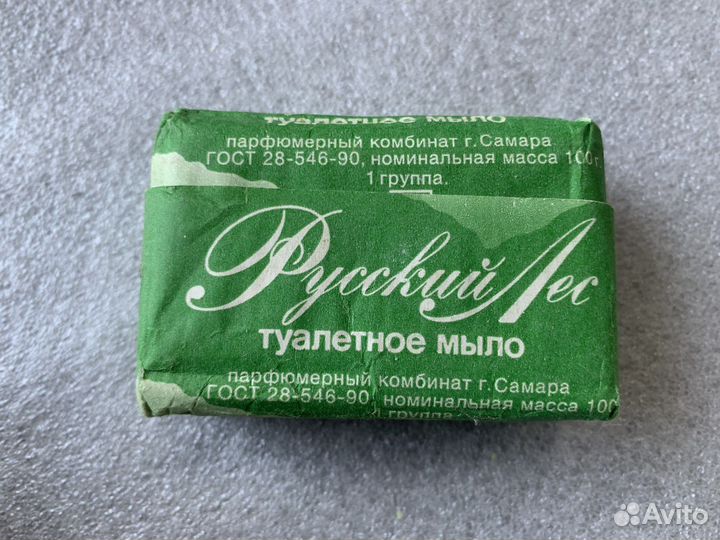 туалетное мыло
парфюмерный комбинат г. Самара
ГОСТ 28-546-90, номинальная масса 100г
1 группа.
Русский Лес
туалетное мыло
парфюмерный комбинат г. Самара
ГОСТ 28-546-90, номинальная масса 100
группа
Avito